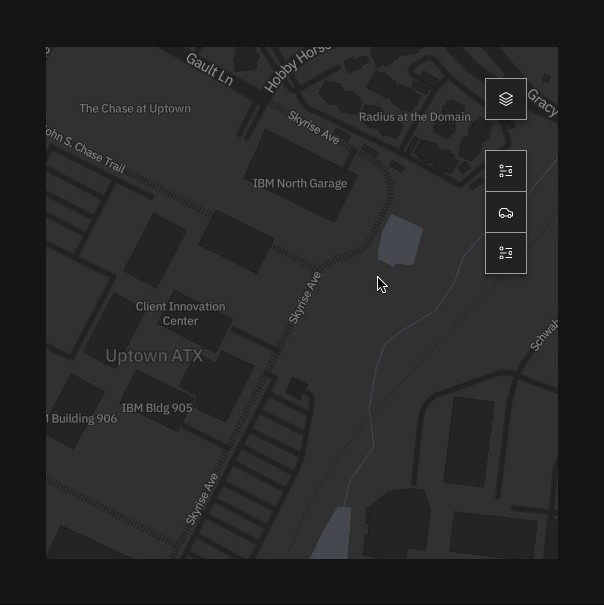 Gault Ln
Hobby Horse
Gracy
The Chase at Uptown
Skyrise Ave
Radius at the Domain
John S. Chase Trail
IBM North Garage
Skyrise Ave
Client Innovation
Center
Uptown ATX
IBM Bldg 905
Building 906
Skyrise Ave